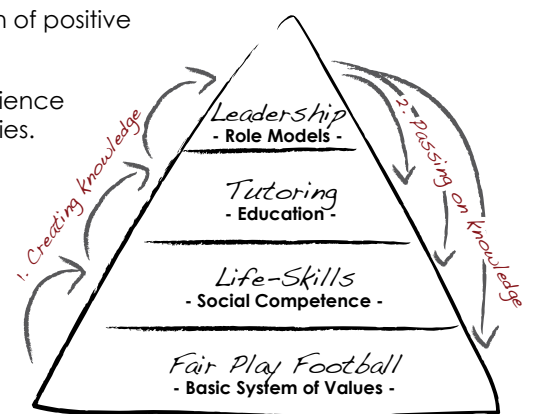 n of positive
ience
ies.
Leadership
- Role Models -
Tutoring
- Education -
Life-Skills
- Social Competence -
Fair Play Football
- Basic System of Values -
1. Creating knowledge
2. Passing on knowledge